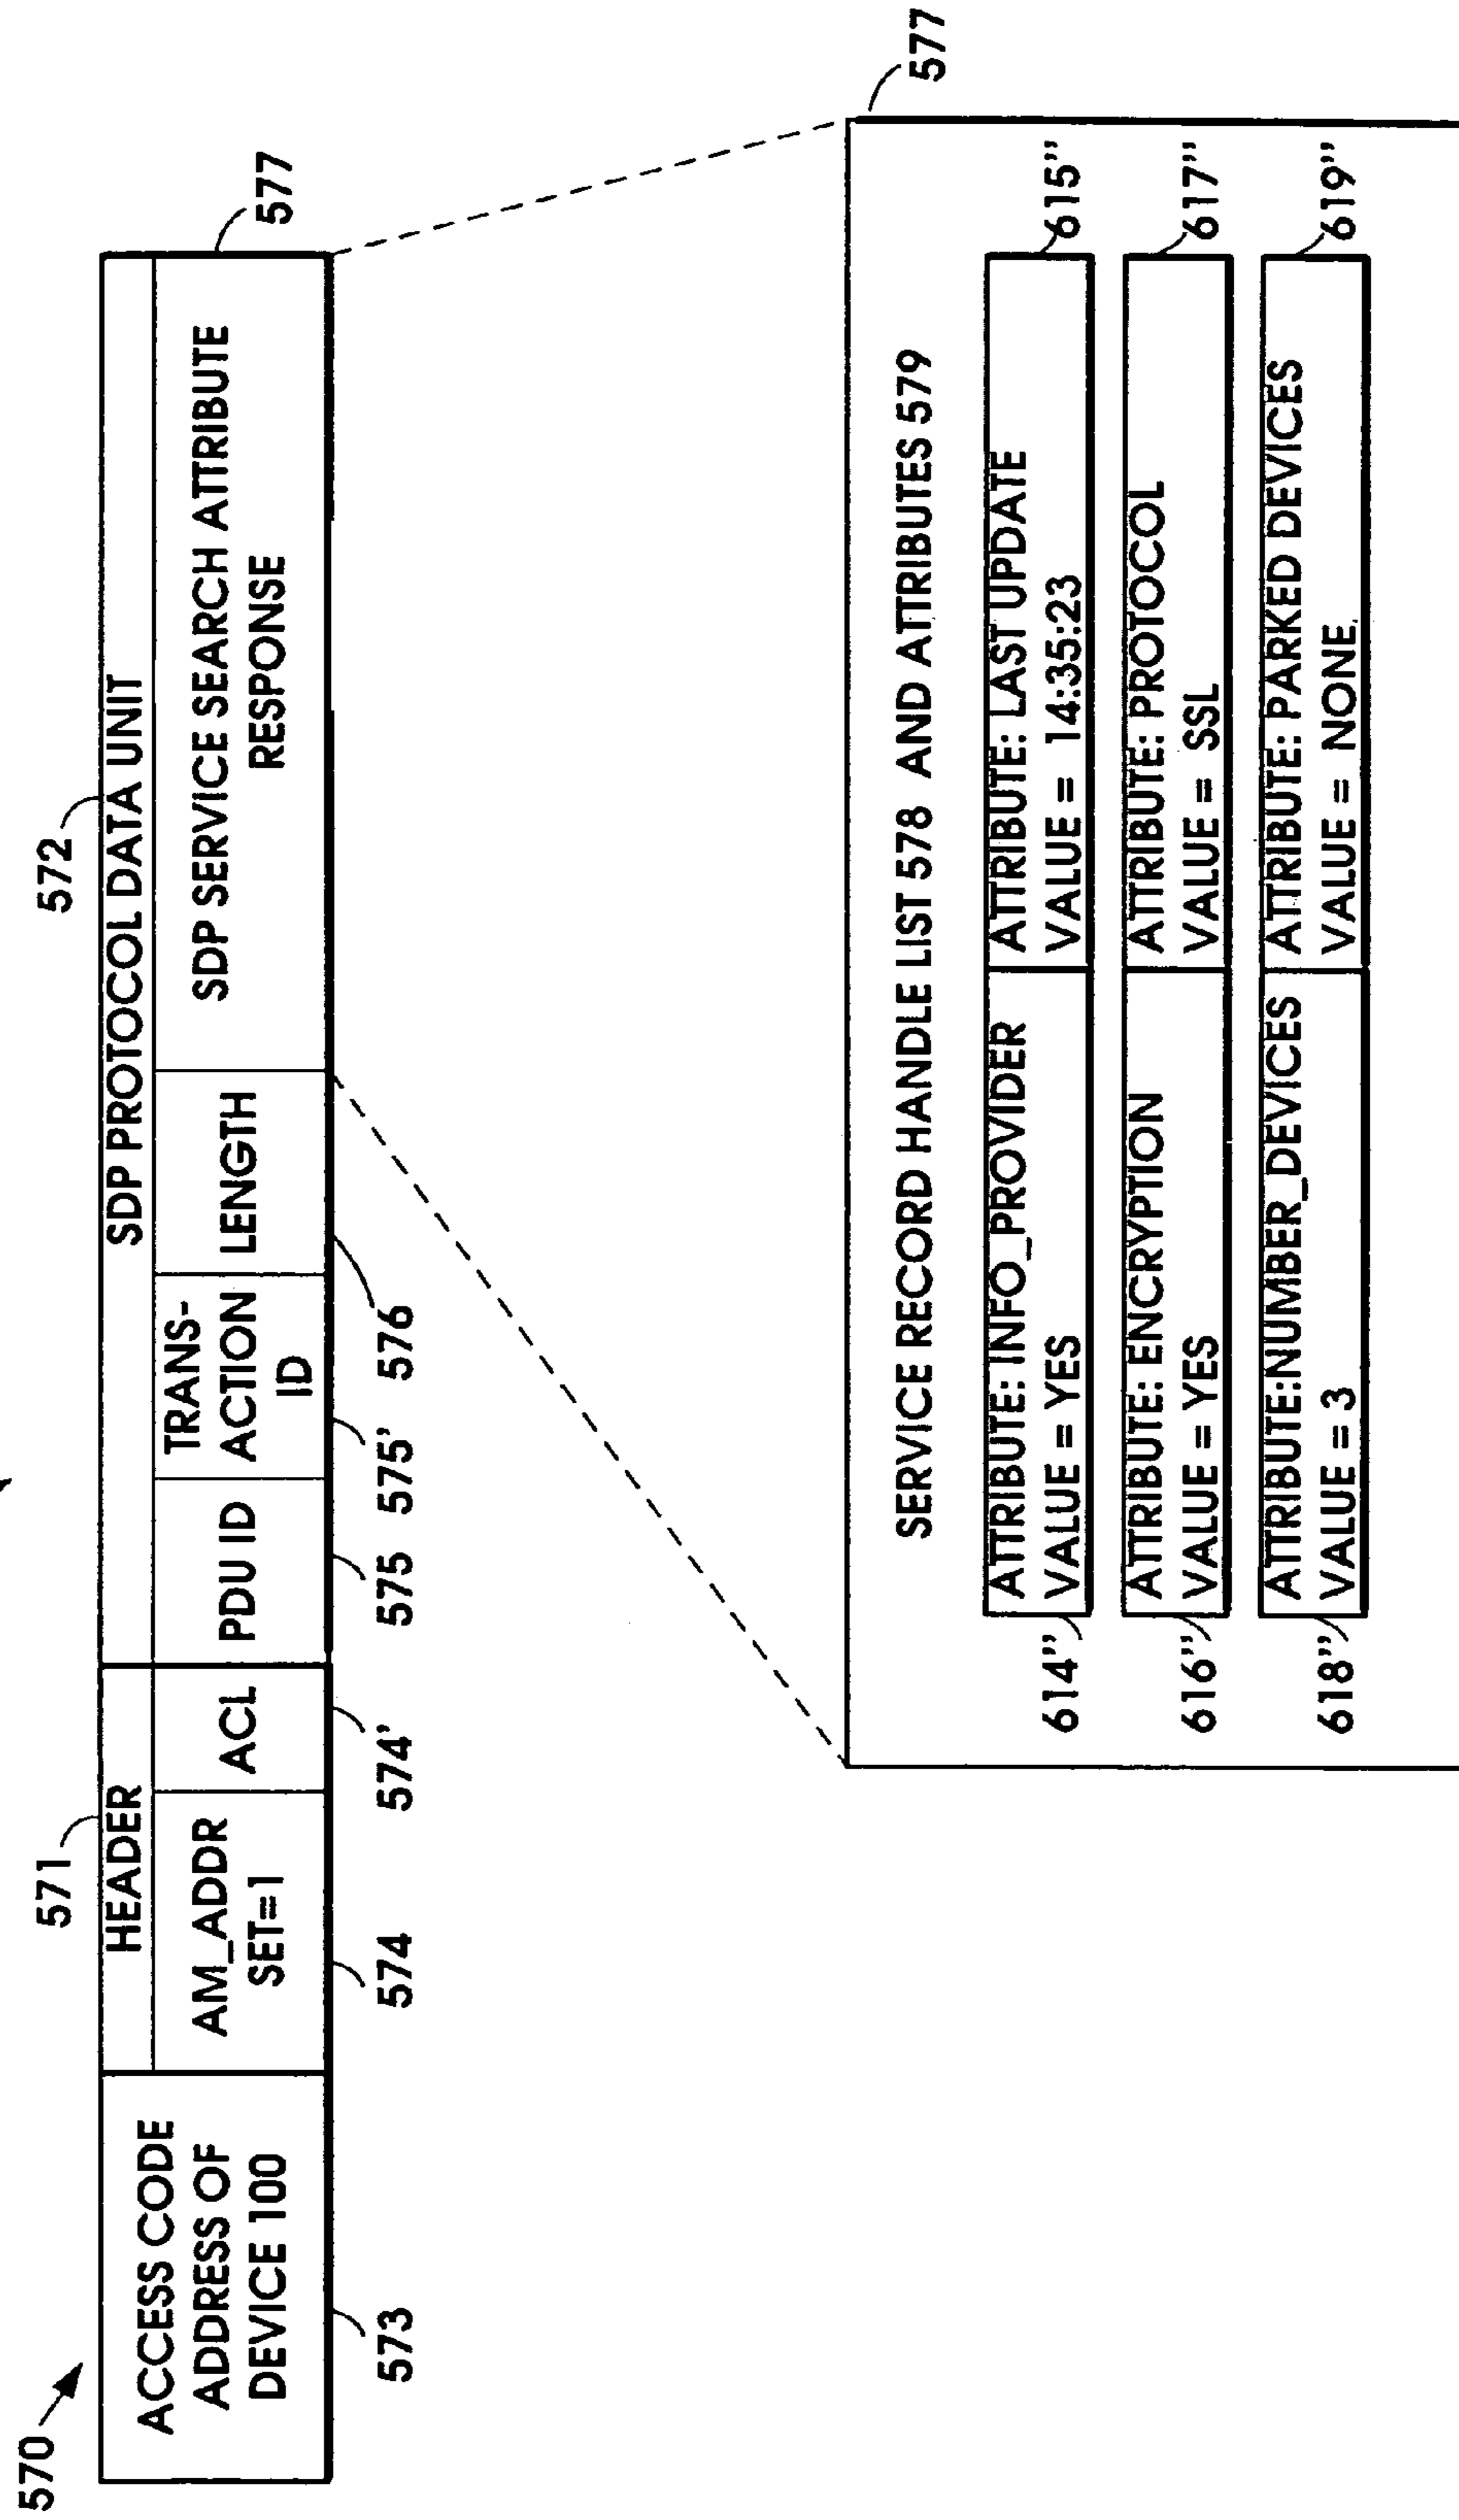 570
571
572
ACCESS CODE
ADDRESS OF
DEVICE 100
HEADER
AM_ADDR
SET=1
ACL
SDP PROTOCOL DATA UNIT
PDU ID
TRANS-
ACTION
ID
LENGTH
SDP SERVICE SEARCH ATTRIBUTE
RESPONSE
577
573
574
574'
575
575'
576
577
SERVICE RECORD HANDLE LIST 578 AND ATTRIBUTES 579
614"
ATTRIBUTE: INFO_PROVIDER
VALUE = YES
ATTRIBUTE: LAST UPDATE
VALUE = 14:35:23
615"
616"
ATTRIBUTE: ENCRYPTION
VALUE = YES
ATTRIBUTE: PROTOCOL
VALUE = SSL
617"
618"
ATTRIBUTE:NUMBER_DEVICES
VALUE = 3
ATTRIBUTE: PARKED DEVICES
VALUE = NONE
619"